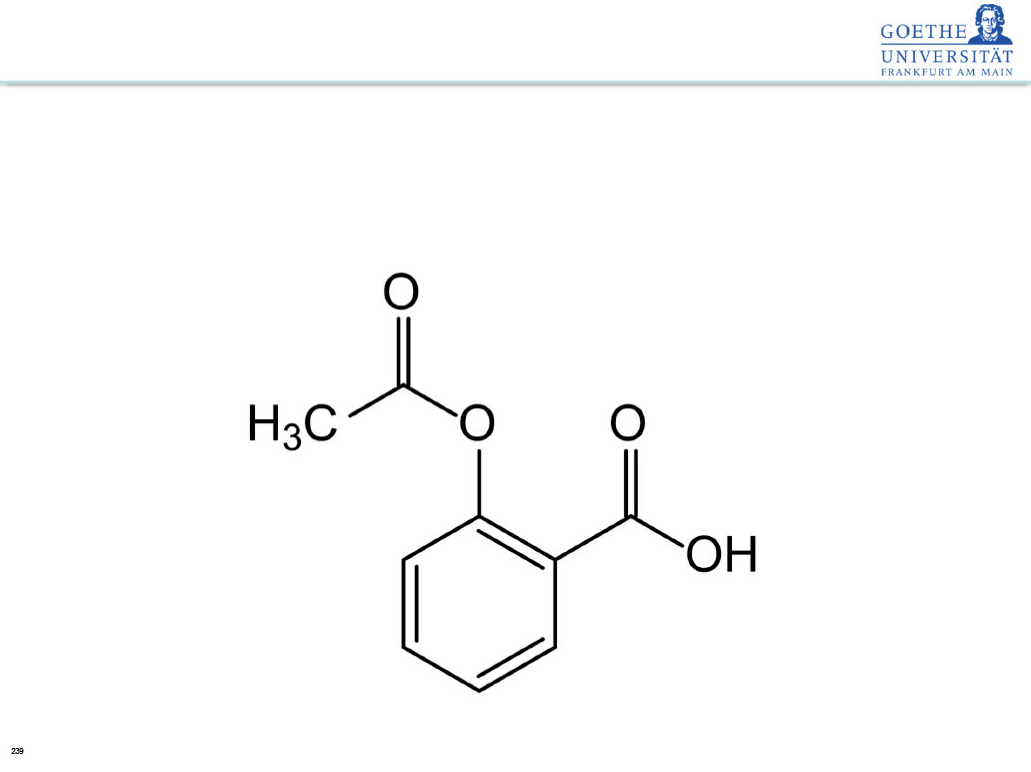 GOETHE
UNIVERSITÄT
FRANKFURT AM MAIN
O
H₃C
O
O
OH
239